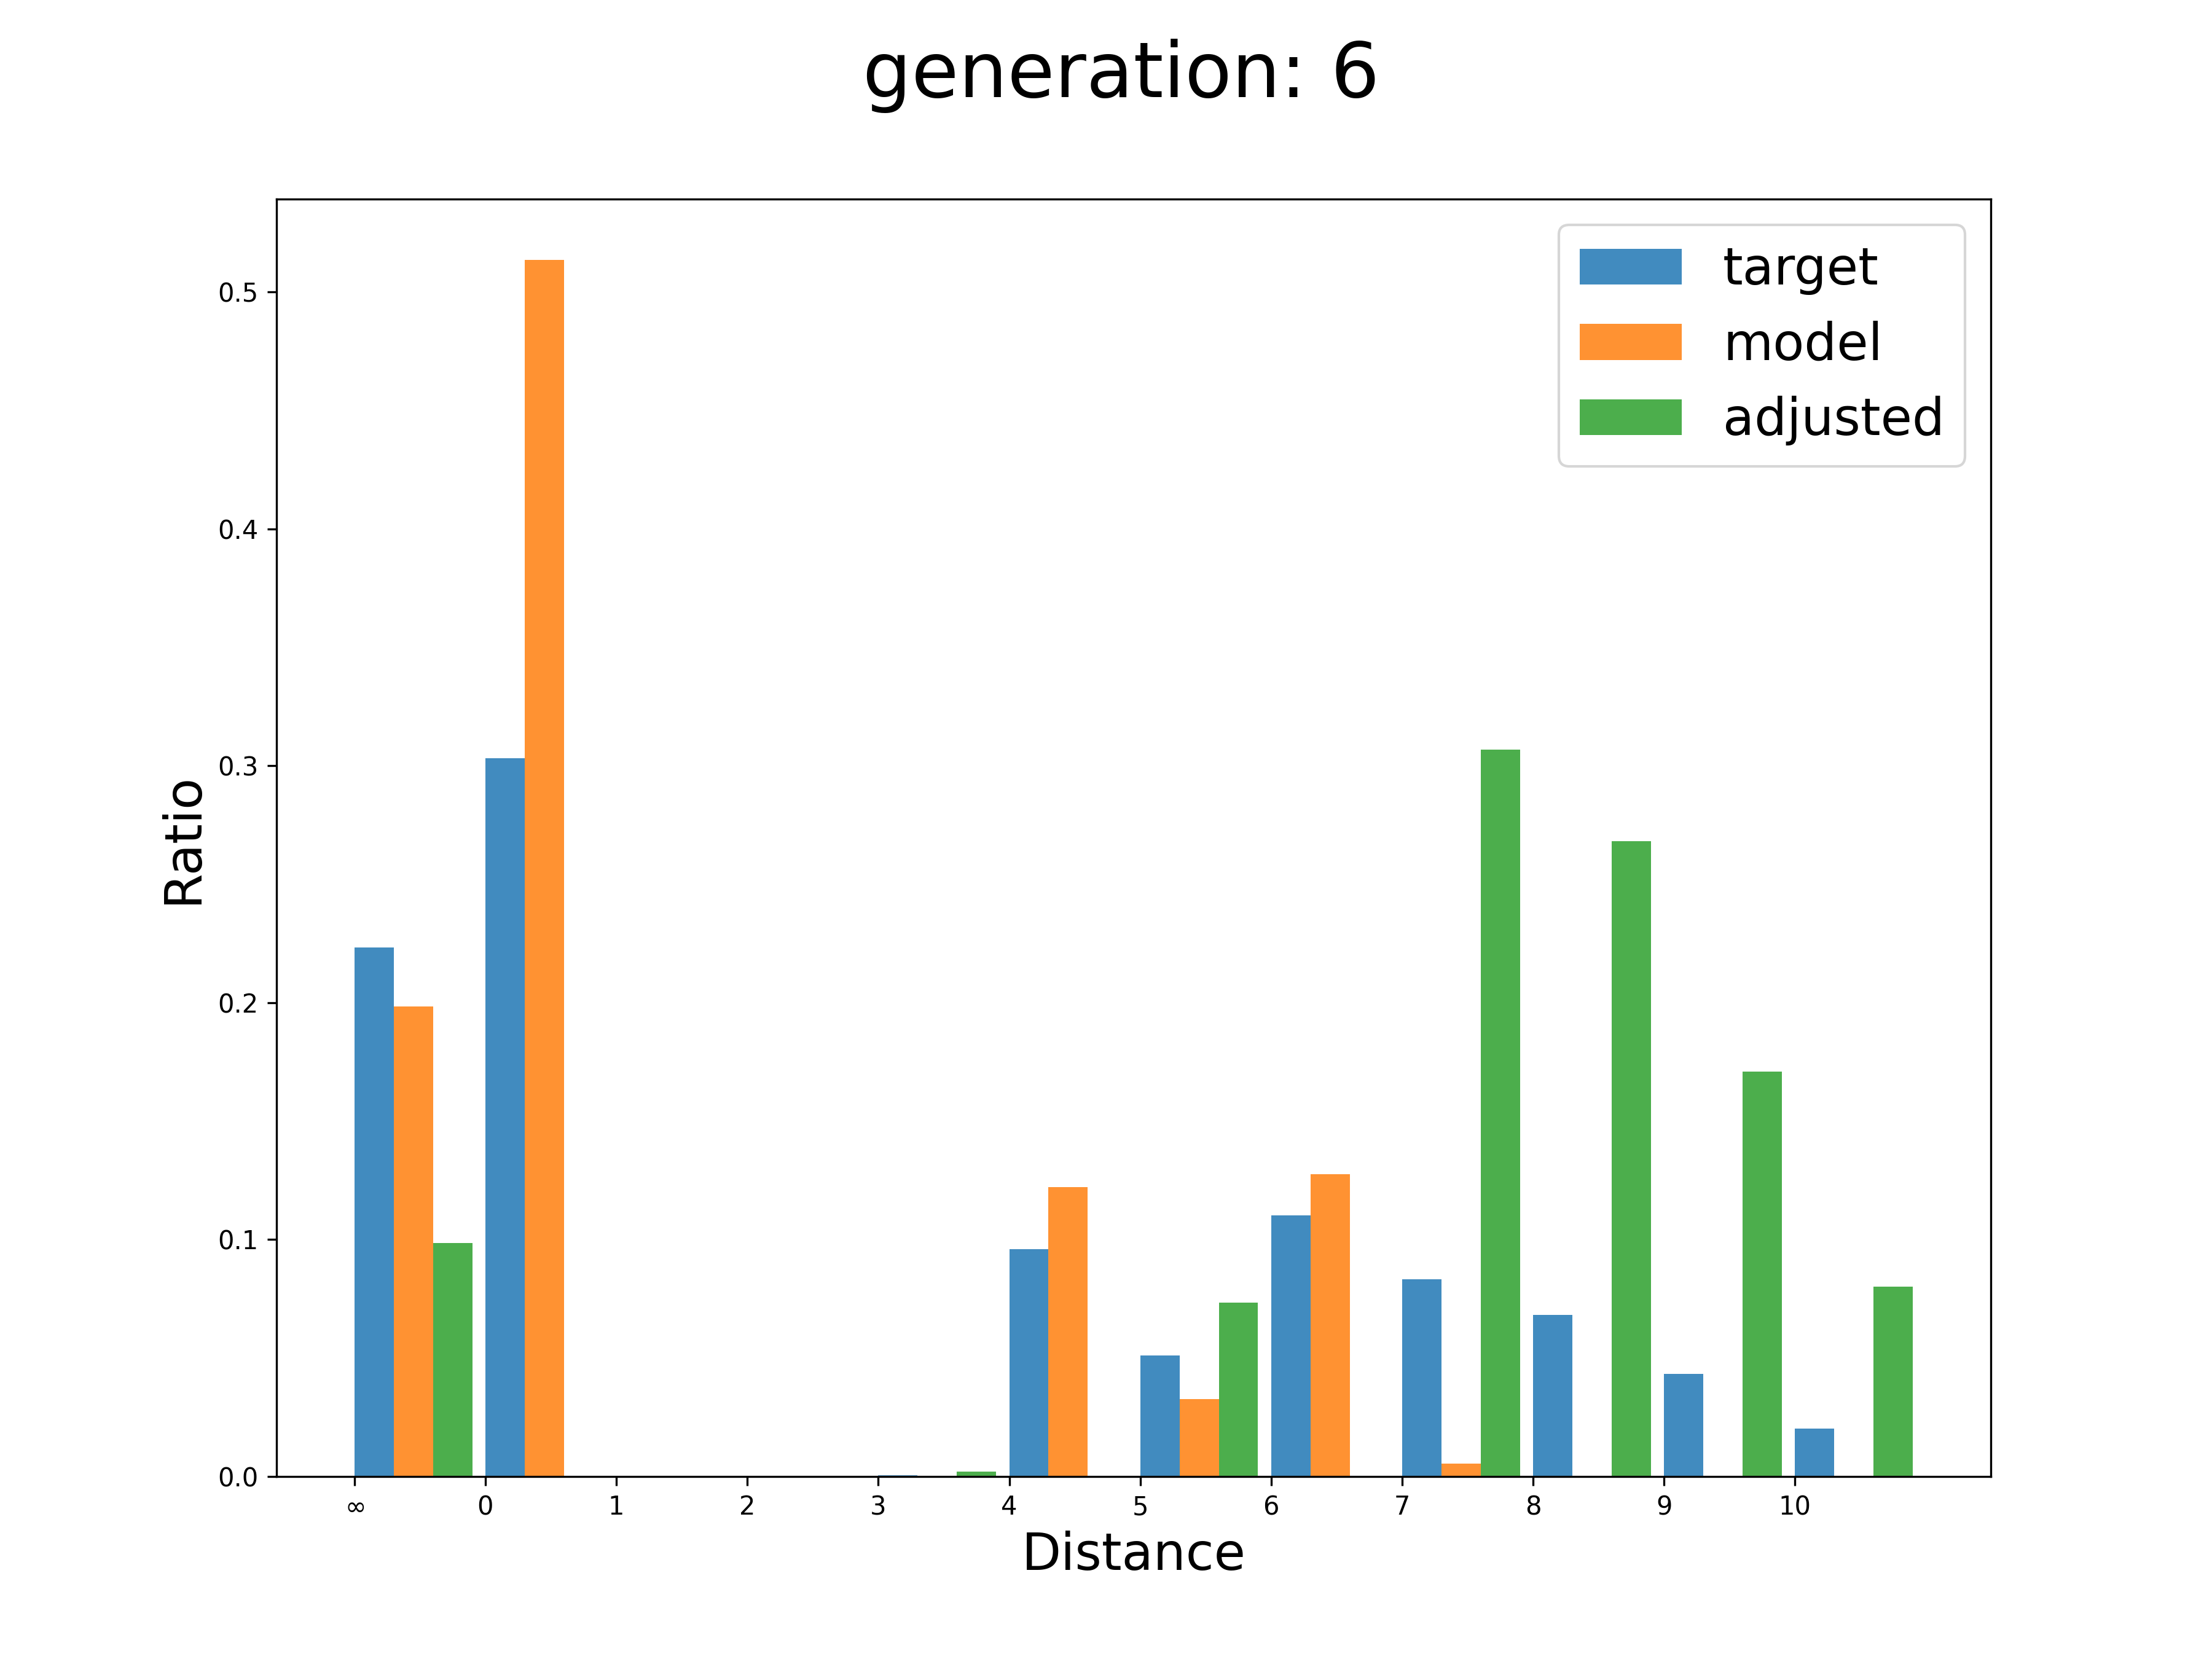 generation: 6
target
model
adjusted
0.5
0.4
0.3
0.2
0.1
0.0
Ratio
∞ 0 1 2 3 4 5 6 7 8 9 10
Distance